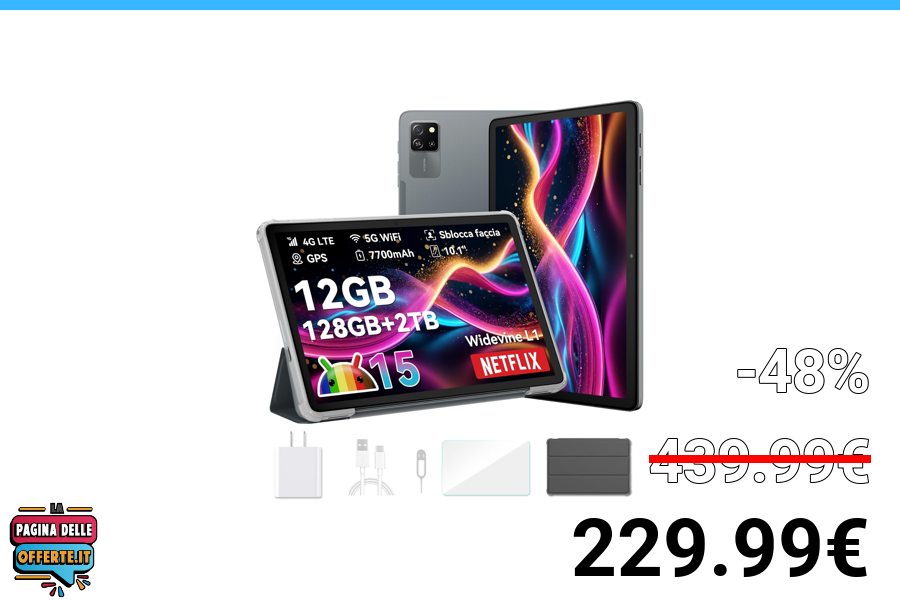 4G LTE
5G WiFi
Sblocca faccia
GPS
7700mAh
10.1"
12GB
128GB+2TB
Widevine L1
NETFLIX
15
-48%
439.99€
229.99€
LA
PAGINA DELLE
OFFERTE.IT